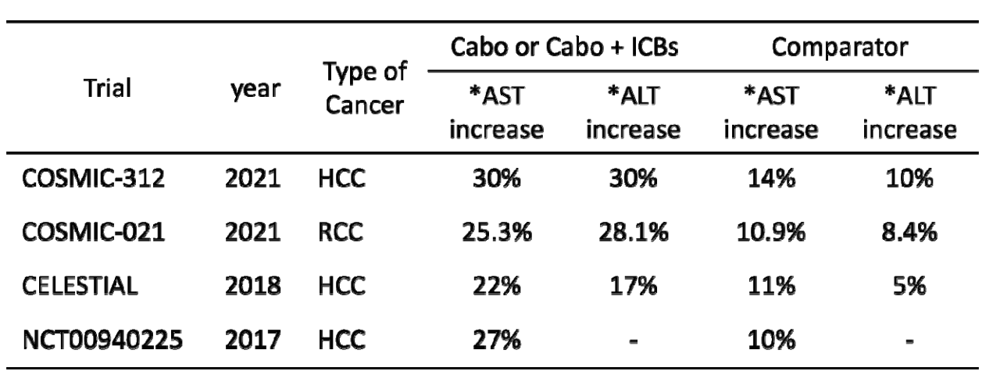 Cabo or Cabo + ICBs Comparator
Trial year Type of Cancer *AST increase *ALT increase *AST increase *ALT increase
COSMIC-312 2021 HCC 30% 30% 14% 10%
COSMIC-021 2021 RCC 25.3% 28.1% 10.9% 8.4%
CELESTIAL 2018 HCC 22% 17% 11% 5%
NCT00940225 2017 HCC 27% - 10% -